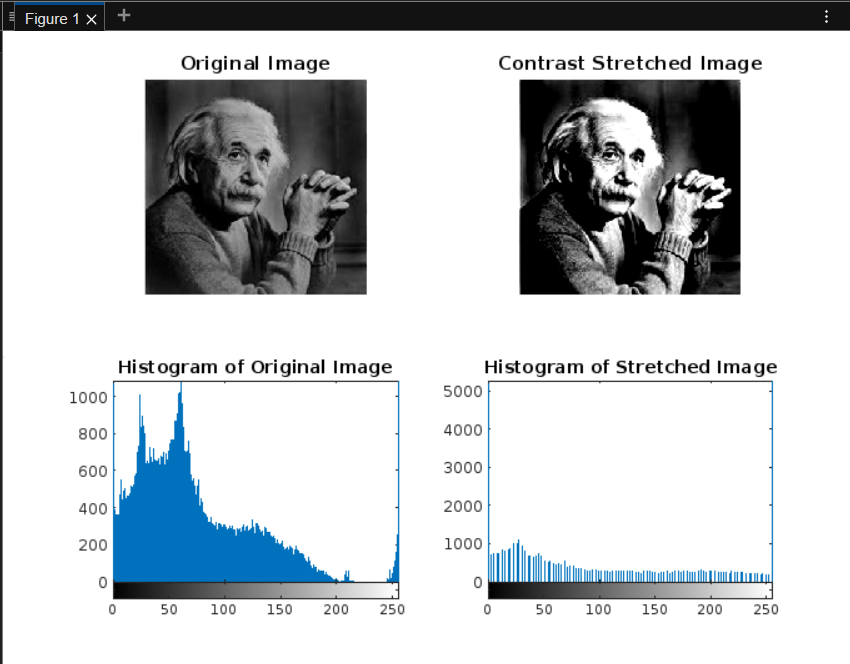 Figure 1
Original Image
Contrast Stretched Image
Histogram of Original Image
Histogram of Stretched Image
1000
800
600
400
200
0
0 50 100 150 200 250
5000
4000
3000
2000
1000
0
0 50 100 150 200 250